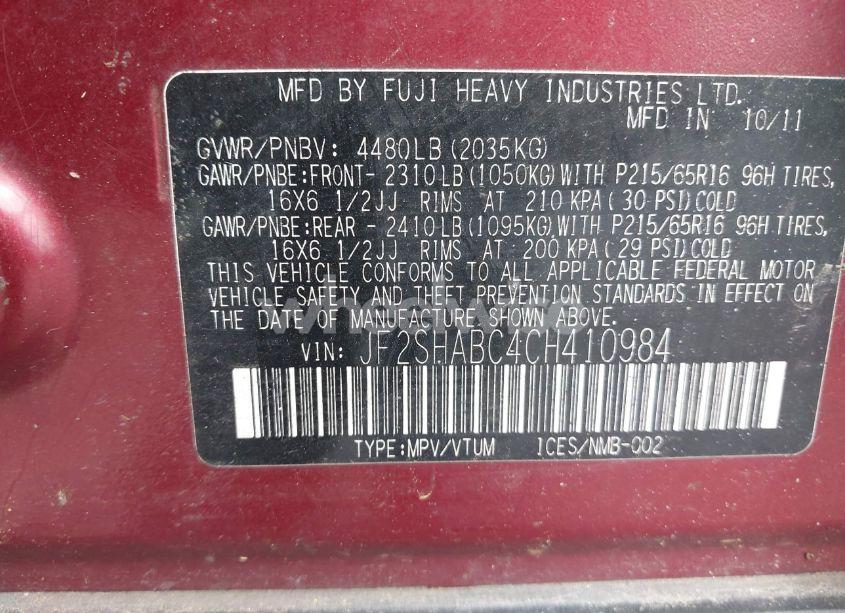 MFD BY FUJI HEAVY INDUSTRIES LTD.
MFD IN 10/11
GVWR/PNBV: 4480LB(2035KG)
GAWR/PNBE:FRONT- 2310LB(1050KG)WITH P215/65R16 96H TIRES,
16X6 1/2JJ RIMS AT 210 KPA(30 PSI)COLD
GAWR/PNBE:REAR - 2410LB(1095KG)WITH P215/65R16 96H TIRES,
16X6 1/2JJ RIMS AT 200 KPA(29 PSI)COLD
THIS VEHICLE CONFORMS TO ALL APPLICABLE FEDERAL MOTOR
VEHICLE SAFETY AND THEFT PREVENTION STANDARDS IN EFFECT ON
THE DATE OF MANUFACTURE SHOWN ABOVE.
VIN: JF2SHABC4CH410984
TYPE:MPV/VTUM ICES/NMB-002